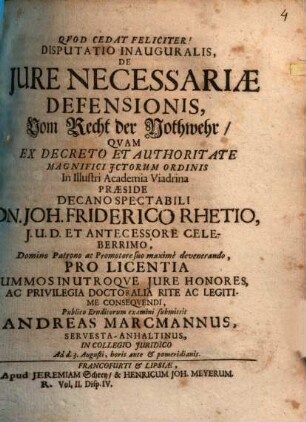 4
QVOD CEDAT FELICITER!
DISPUTATIO INAUGURALIS,
DE
JURE NECESSARIÆ
DEFENSIONIS,
Vom Recht der Nothwehr /
QVAM
EX DECRETO ET AUTHORITATE
MAGNIFICI JCTORUM ORDINIS
In Illustri Academia Viadrina
PRÆSIDE
DECANO SPECTABILI
DN. JOH. FRIDERICO RHETIO,
J. U. D. ET ANTECESSORE CELE-
BERRIMO,
Domino Patrono ac Promotore suo maximè devenerando,
PRO LICENTIA
SUMMOS IN UTROQVE JURE HONORES,
AC PRIVILEGIA DOCTORALIA RITE AC LEGITI-
ME CONSEQVENDI,
Publico Eruditorum examini submittit
ANDREAS MARCMANNUS,
SERVESTA-ANHALTINUS,
IN COLLEGIO JURIDICO
Ad d. 3. Augusti, horis ante & pomeridianis.
FRANCOFURTI & LIPSIÆ,
Apud JEREMIAM & HENRICUM JOH. MEYERUM.
R. Vol. II. Disp. IV.